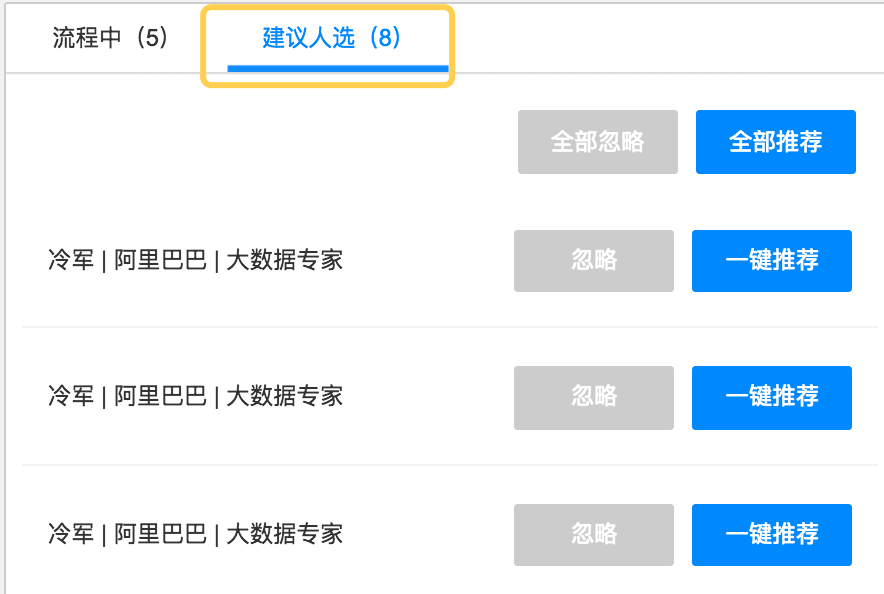 流程中（5） 建议人选（8）
全部忽略 全部推荐
冷军 | 阿里巴巴 | 大数据专家 忽略 一键推荐
冷军 | 阿里巴巴 | 大数据专家 忽略 一键推荐
冷军 | 阿里巴巴 | 大数据专家 忽略 一键推荐